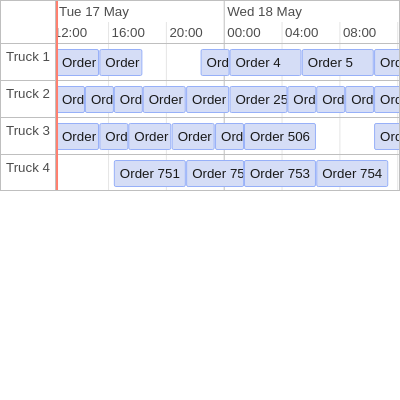 Tue 17 May Wed 18 May
12:00 16:00 20:00 00:00 04:00 08:00
Truck 1 Order Order Ord Order 4 Order 5 Ord
Truck 2 Ord Ord Ord Order Order Order 25 Ord Ord Ord Ord
Truck 3 Order Ord Order Order Ord Order 506 Ord
Truck 4 Order 751 Order 75 Order 753 Order 754